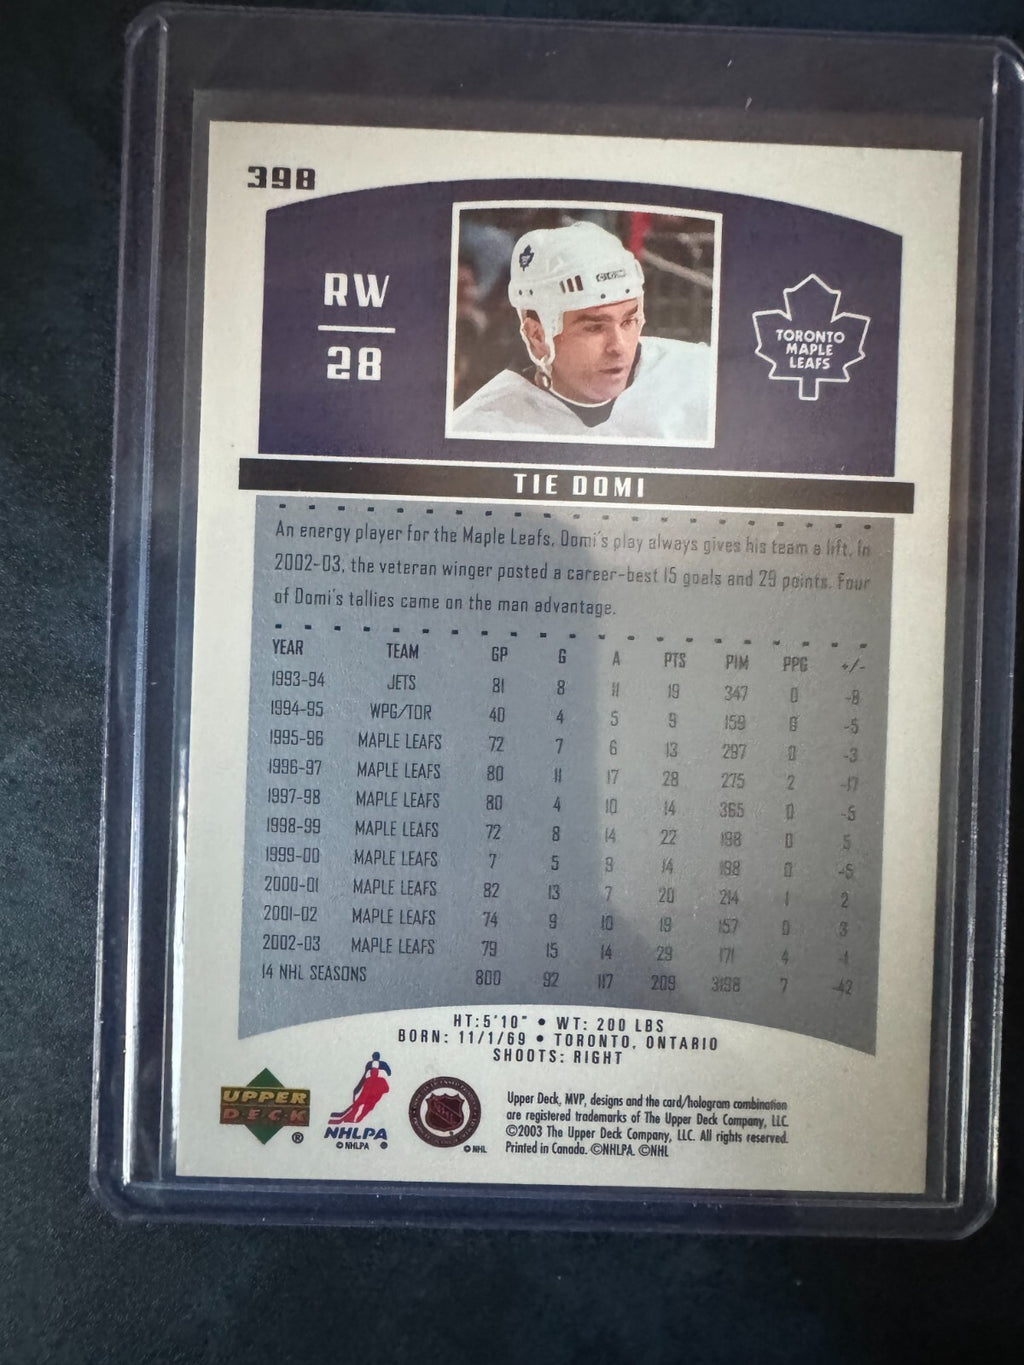 398
RW
28
TORONTO
MAPLE
LEAFS
TIE DOMI
An energy player for the Maple Leafs, Domi's play always gives his team a lift. In
2002-03, the veteran winger posted a career-best 15 goals and 29 points. Four
of Domi's tallies came on the man advantage.
YEAR TEAM GP G A PTS PIM PPG +/-
1993-94 JETS 81 8 11 19 347 0 -8
1994-95 WPG/TOR 40 4 5 9 159 0 -5
1995-96 MAPLE LEAFS 72 7 6 13 297 0 -3
1996-97 MAPLE LEAFS 80 11 17 28 275 2 -17
1997-98 MAPLE LEAFS 80 4 10 14 365 0 -5
1998-99 MAPLE LEAFS 72 8 14 22 198 0 5
1999-00 MAPLE LEAFS 7 5 9 14 198 0 -5
2000-01 MAPLE LEAFS 82 13 7 20 214 1 2
2001-02 MAPLE LEAFS 74 9 10 19 157 0 3
2002-03 MAPLE LEAFS 79 15 14 29 171 4 -1
14 NHL SEASONS 800 92 117 209 3198 7 -42
HT:5'10" • WT: 200 LBS
BORN: 11/1/69 • TORONTO, ONTARIO
SHOOTS: RIGHT
UPPER
DECK
®
NHLPA
© NHLPA ®
NHL
© NHL
Upper Deck, MVP, designs and the card/hologram combination
are registered trademarks of The Upper Deck Company, LLC.
©2003 The Upper Deck Company, LLC. All rights reserved.
Printed in Canada. ©NHLPA. ©NHL